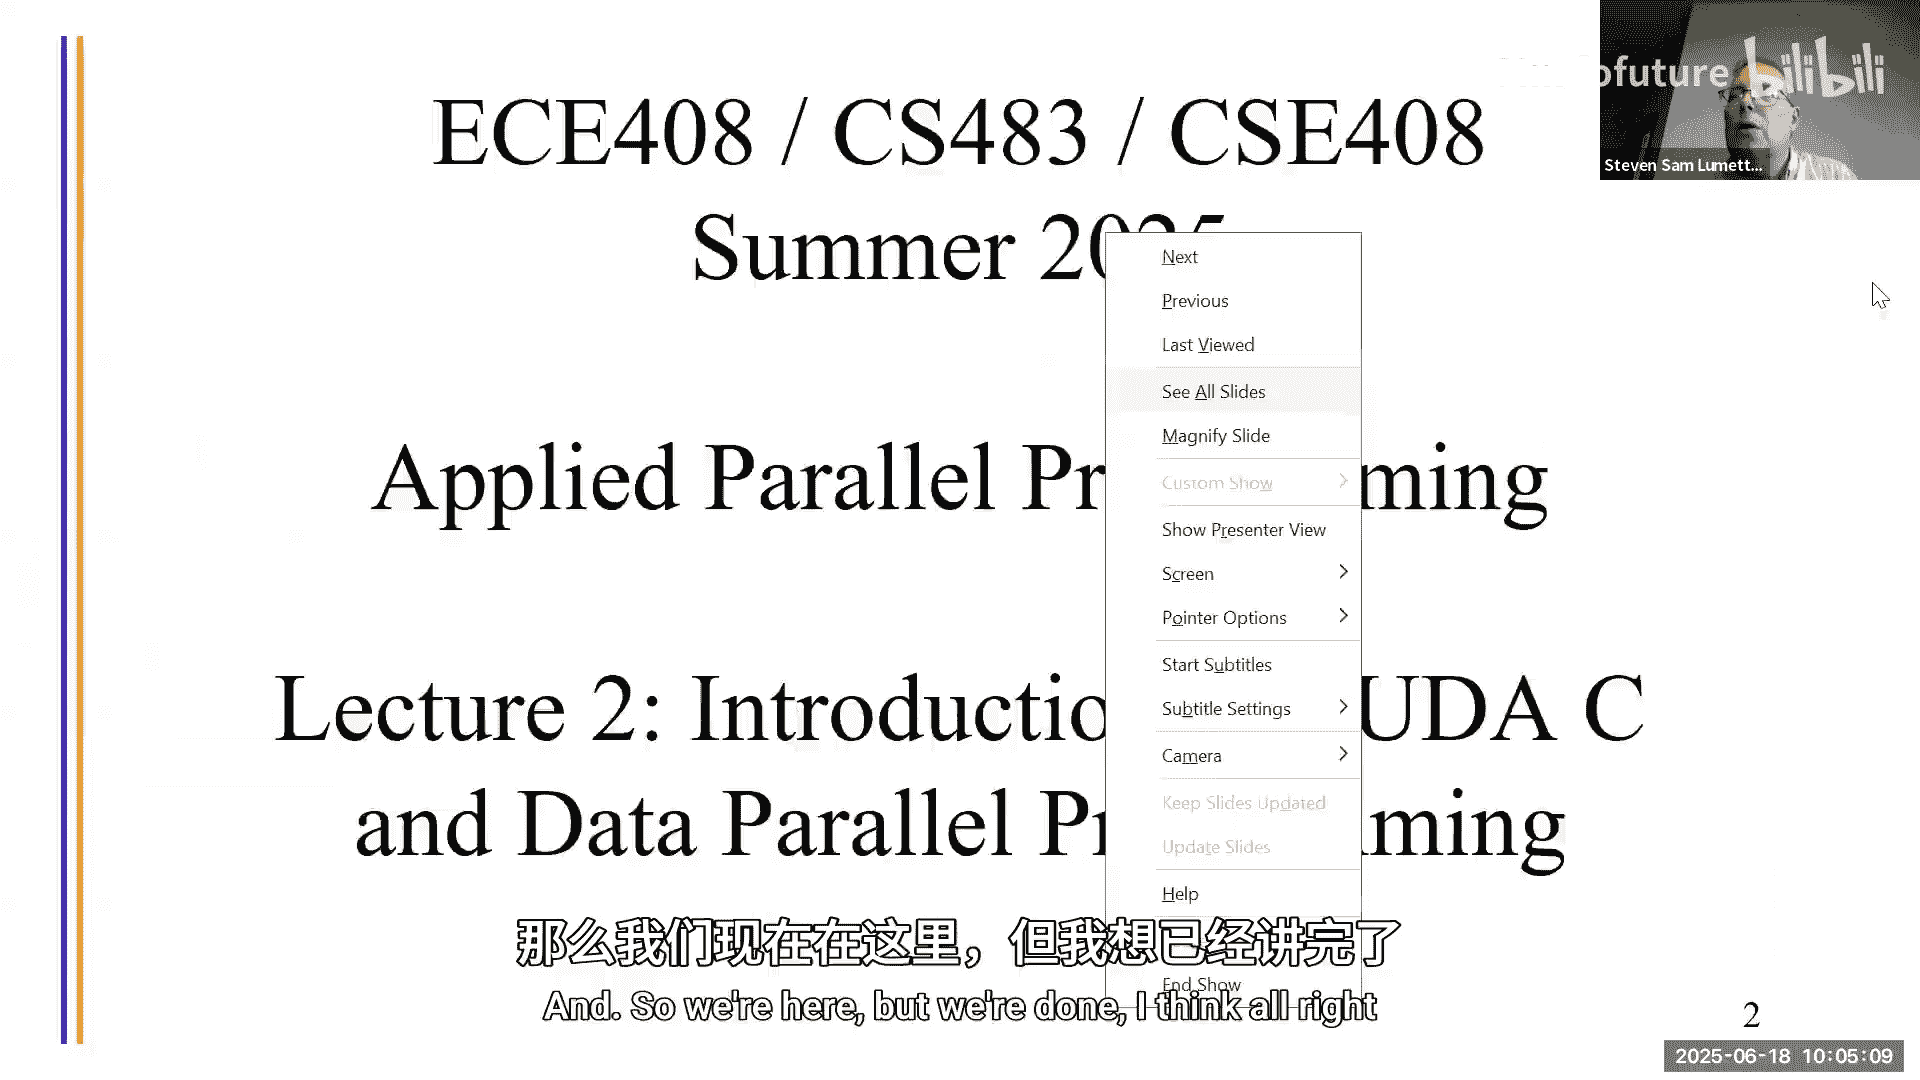 ECE408 / CS483 / CSE408
Summer 20
ofuture bilibili
Steven Sam Lumett...
Next
Previous
Last Viewed
See All Slides
Magnify Slide
Custom Show
Show Presenter View
Screen
Pointer Options
Start Subtitles
Subtitle Settings
Camera
Keep Slides Updated
Update Slides
Help
End Show
Applied Parallel Pr ming
Lecture 2: Introductio UDA C
and Data Parallel Pr ming
那么我们现在在这里，但我想已经讲完了
And. So we're here, but we're done, I think all right
2
2025-06-18 10:05:09